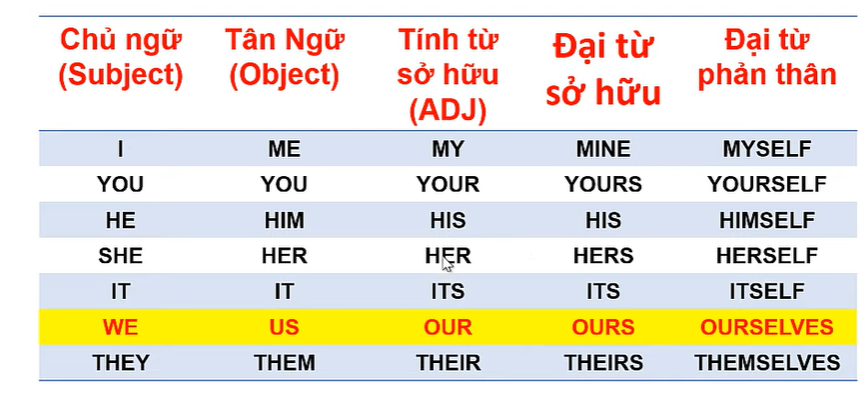 Chủ ngữ (Subject) Tân Ngữ (Object) Tính từ sở hữu (ADJ) Đại từ sở hữu Đại từ phản thân
I ME MY MINE MYSELF
YOU YOU YOUR YOURS YOURSELF
HE HIM HIS HIS HIMSELF
SHE HER HER HERS HERSELF
IT IT ITS ITS ITSELF
WE US OUR OURS OURSELVES
THEY THEM THEIR THEIRS THEMSELVES